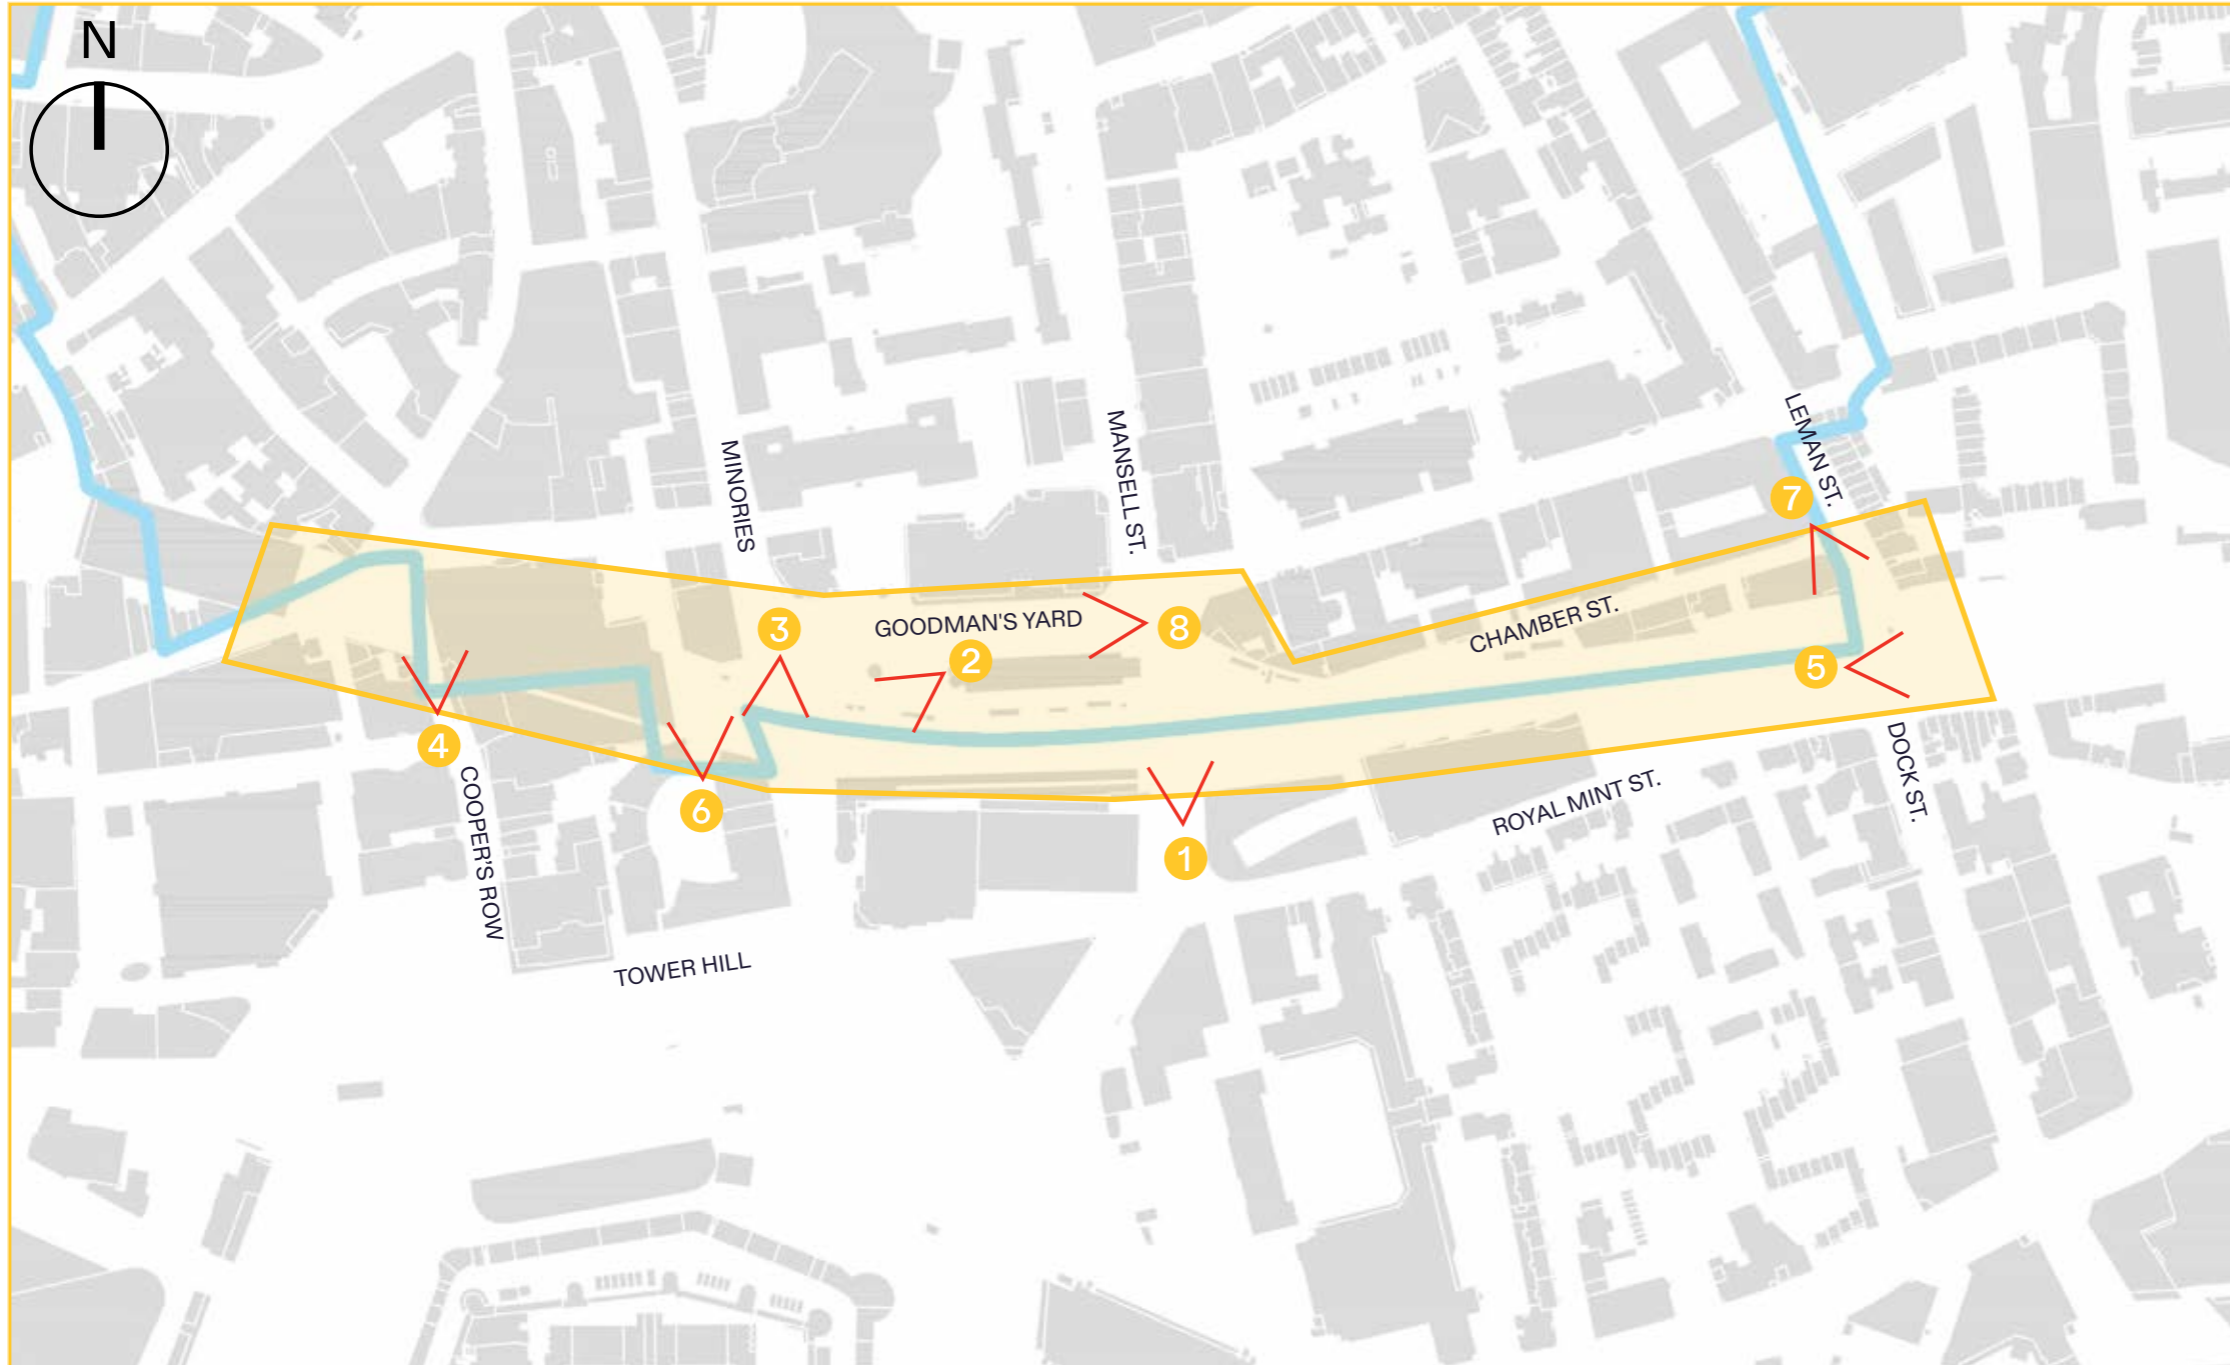 N
LEMAN ST.
MANSELL ST.
MINORIES
7
CHAMBER ST.
GOODMAN'S YARD
3
8
2
5
4
6
COOPER'S ROW
DOCK ST.
ROYAL MINT ST.
1
TOWER HILL